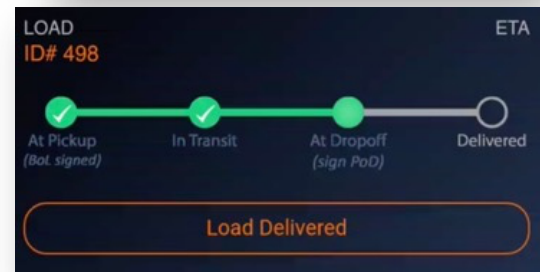 LOAD
ETA
ID# 498
At Pickup
(BoL signed)
In Transit
At Dropoff
(sign PoD)
Delivered
Load Delivered